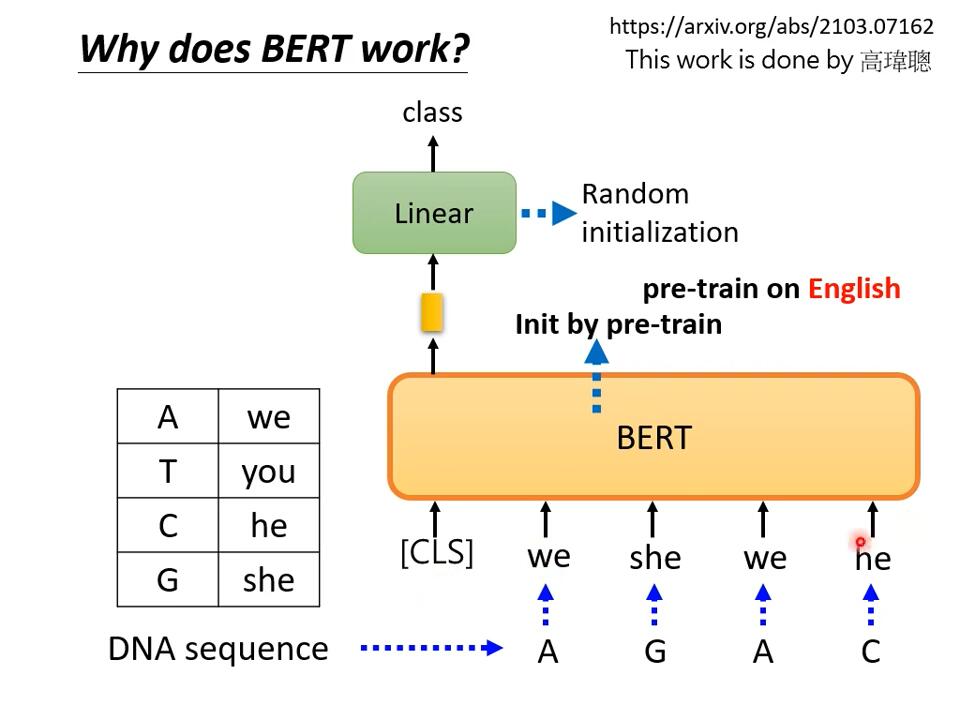 Why does BERT work?
https://arxiv.org/abs/2103.07162
This work is done by 高瑋聰
class
Linear
Random
initialization
pre-train on English
Init by pre-train
BERT
A we
T you
C he
G she
[CLS] we she we he
DNA sequence A G A C